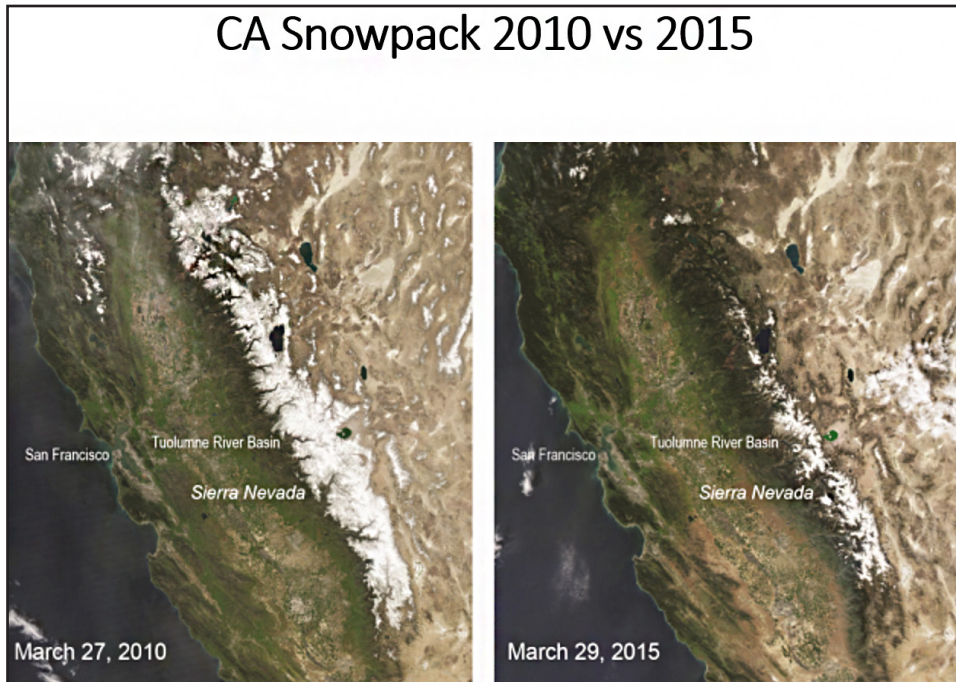 CA Snowpack 2010 vs 2015
San Francisco
Tuolumne River Basin
Sierra Nevada
March 27, 2010
San Francisco
Tuolumne River Basin
Sierra Nevada
March 29, 2015